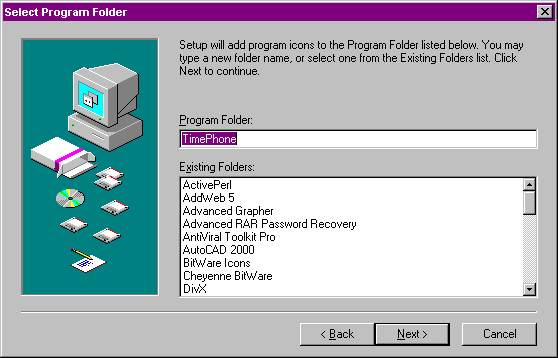 Select Program Folder
Setup will add program icons to the Program Folder listed below. You may
type a new folder name, or select one from the Existing Folders list. Click
Next to continue.
Program Folder:
TimePhone
Existing Folders:
ActivePerl
AddWeb 5
Advanced Grapher
Advanced RAR Password Recovery
AntiViral Toolkit Pro
AutoCAD 2000
BitWare Icons
Cheyenne BitWare
DivX
< Back
Next >
Cancel